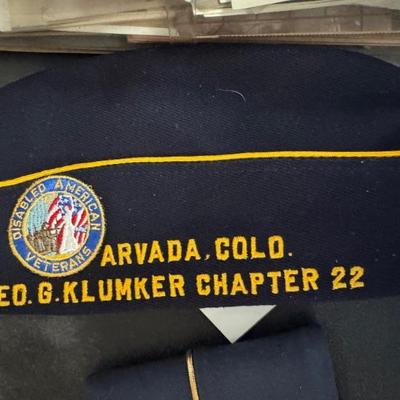 DISABLED AMERICAN VETERANS
ARVADA, COLO.
EO. G. KLUMKER CHAPTER 22